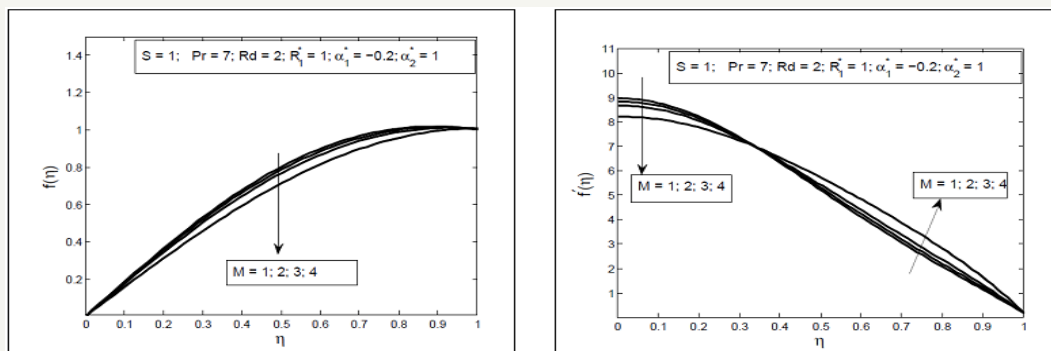 S = 1; Pr = 7; Rd = 2; R₁* = 1; α₁* = −0.2; α₂* = 1
1.4
1.2
1
0.8
0.6
0.4
0.2
f(η)
M = 1; 2; 3; 4
0 0.1 0.2 0.3 0.4 0.5 0.6 0.7 0.8 0.9 1
η
S = 1; Pr = 7; Rd = 2; R₁* = 1; α₁* = −0.2; α₂* = 1
11
10
9
8
7
6
5
4
3
2
1
f′(η)
M = 1; 2; 3; 4
M = 1; 2; 3; 4
0 0.1 0.2 0.3 0.4 0.5 0.6 0.7 0.8 0.9 1
η